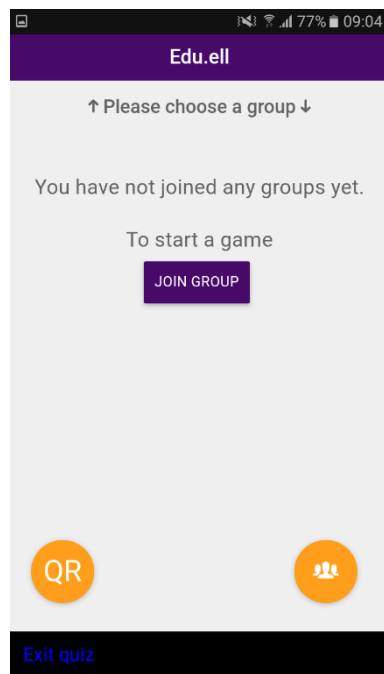 77% 09:04
Edu.ell
↑ Please choose a group ↓
You have not joined any groups yet.
To start a game
JOIN GROUP
QR
Exit quiz